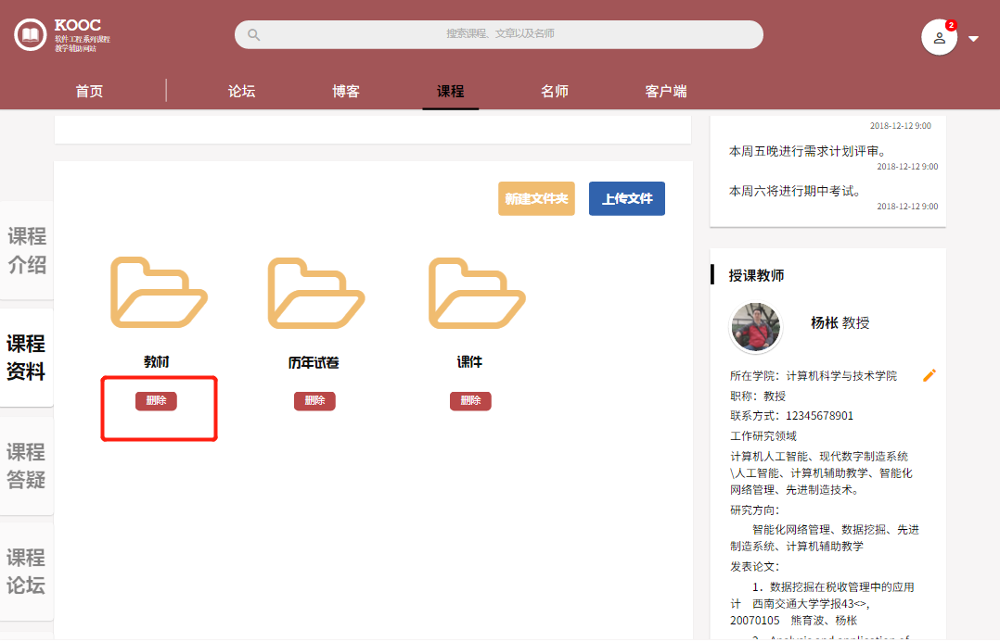 KOOC
软件工程系列课程
教学辅助网站
搜索课程、文章以及名师
2
首页
论坛
博客
课程
名师
客户端
课程
介绍
课程
资料
课程
答疑
课程
论坛
新建文件夹
上传文件
教材
历年试卷
课件
删除
删除
删除
2018-12-12 9:00
本周五晚进行需求计划评审。
2018-12-12 9:00
本周六将进行期中考试。
2018-12-12 9:00
授课教师
杨枨 教授
所在学院：计算机科学与技术学院
职称：教授
联系方式：12345678901
工作研究领域
计算机人工智能、现代数字制造系统
\人工智能、计算机辅助教学、智能化
网络管理、先进制造技术。
研究方向：
智能化网络管理、数据挖掘、先进
制造系统、计算机辅助教学
发表论文：
1．数据挖掘在税收管理中的应用
计 西南交通大学学报43<>,
20070105 熊育波、杨枨
2．Analysis and application of